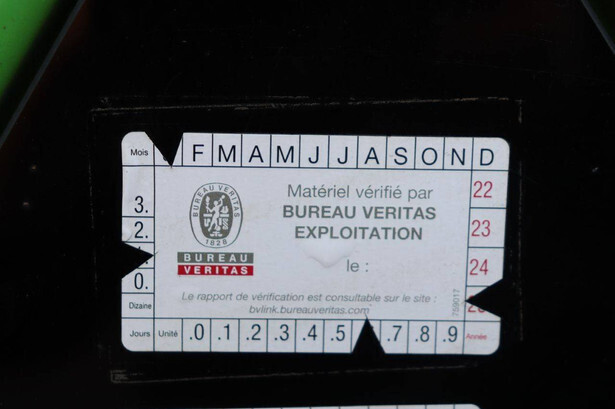 Mois F M A M J J A S O N D
22
23
24
3.
2.
0.
Dizaine
BUREAU VERITAS
1828
BUREAU
VERITAS
Matériel vérifié par
BUREAU VERITAS
EXPLOITATION
le :
Le rapport de vérification est consultable sur le site :
bvlink.bureauveritas.com
759017
Jours Unité .0 .1 .2 .3 .4 .5 .7 .8 .9 Année